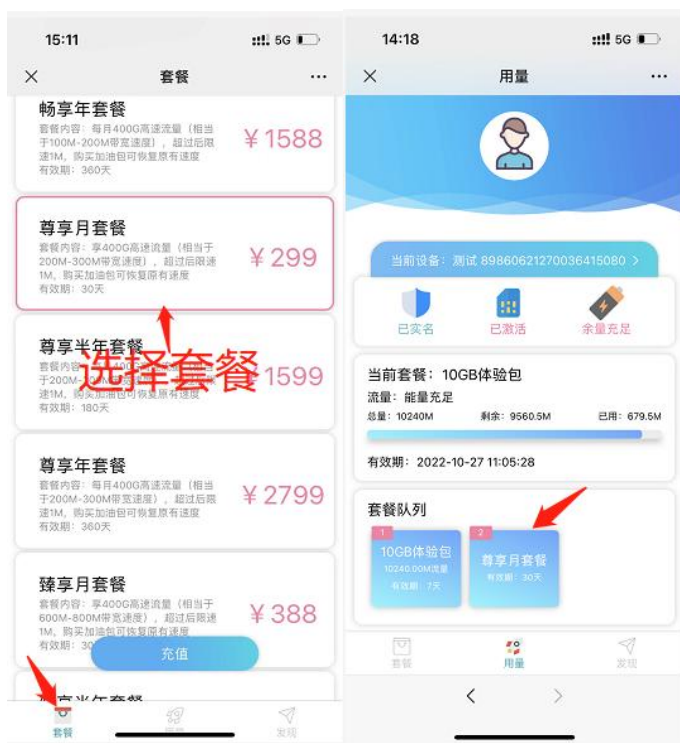 15:11
5G
套餐
畅享年套餐
套餐内容：每月400G高速流量（相当
于100M-200M带宽速度），超过后限
速1M，购买加油包可恢复原有速度
有效期：360天
￥1588
尊享月套餐
套餐内容：享400G高速流量（相当于
200M-300M带宽速度），超过后限速
1M，购买加油包可恢复原有速度
有效期：30天
￥299
选择套餐
尊享半年套餐
套餐内容：
于200M-
速1M，购买加油包可恢复原有速度
有效期：180天
1599
尊享年套餐
套餐内容：每月400G高速流量（相当
于200M-300M带宽速度），超过后限
速1M，购买加油包可恢复原有速度
有效期：360天
￥2799
臻享月套餐
套餐内容：享400G高速流量（相当于
600M-800M带宽速度），超过后限速
1M，购买加油包可恢复原有速度
有效期：30
￥388
充值
享半年套餐
套餐
发现
14:18
5G
用量
当前设备：测试 89860621270036415080 >
已实名
已激活
余量充足
当前套餐：10GB体验包
流量：能量充足
总量：10240M 剩余：9560.5M 已用：679.5M
有效期：2022-10-27 11:05:28
套餐队列
1
10GB体验包
10240.00M流量
有效期：7天
2
尊享月套餐
有效期：30天
套餐
用量
发现